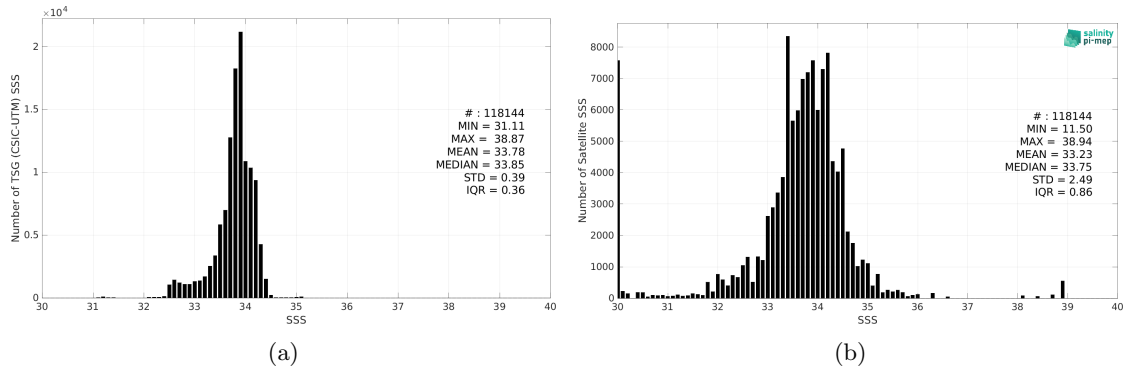 ×10⁴
2
1.5
1
0.5
0
Number of TSG (CSIC-UTM) SSS
# : 118144
MIN = 31.11
MAX = 38.87
MEAN = 33.78
MEDIAN = 33.85
STD = 0.39
IQR = 0.36
30 31 32 33 34 35 36 37 38 39 40
SSS
(a)
salinity
pi-mep
8000
7000
6000
5000
4000
3000
2000
1000
0
Number of Satellite SSS
# : 118144
MIN = 11.50
MAX = 38.94
MEAN = 33.23
MEDIAN = 33.75
STD = 2.49
IQR = 0.86
30 31 32 33 34 35 36 37 38 39 40
SSS
(b)